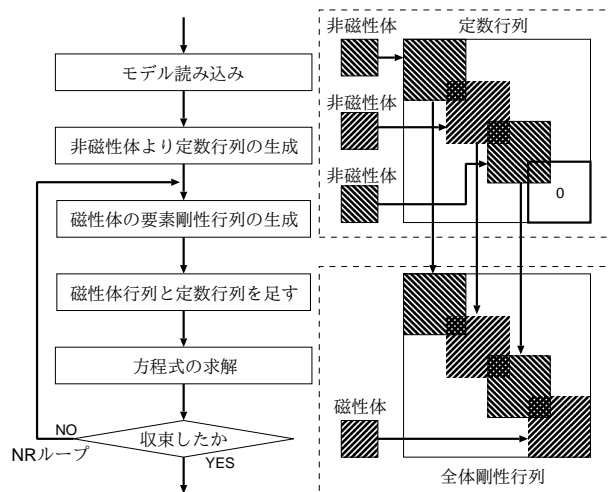 モデル読み込み
非磁性体より定数行列の生成
磁性体の要素剛性行列の生成
磁性体行列と定数行列を足す
方程式の求解
収束したか
NO
NRループ
YES
非磁性体
定数行列
非磁性体
非磁性体
0
磁性体
全体剛性行列